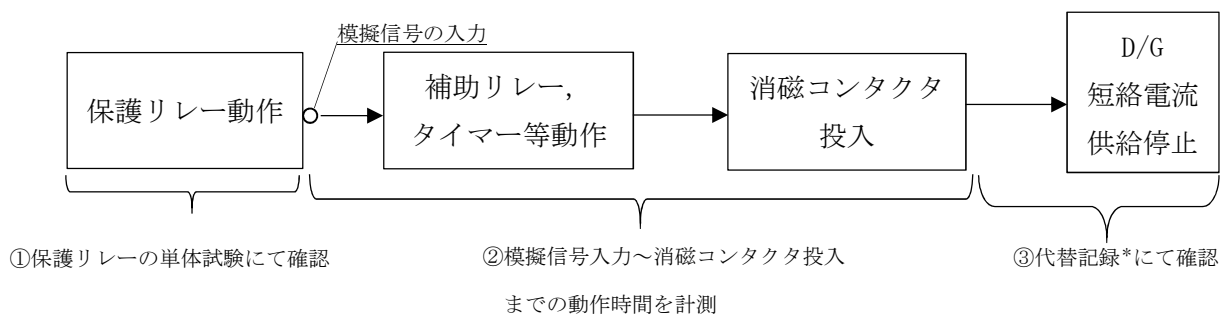 模擬信号の入力
保護リレー動作
補助リレー,
タイマー等動作
消磁コンタクタ
投入
D/G
短絡電流
供給停止
①保護リレーの単体試験にて確認
②模擬信号入力～消磁コンタクタ投入
までの動作時間を計測
③代替記録*にて確認